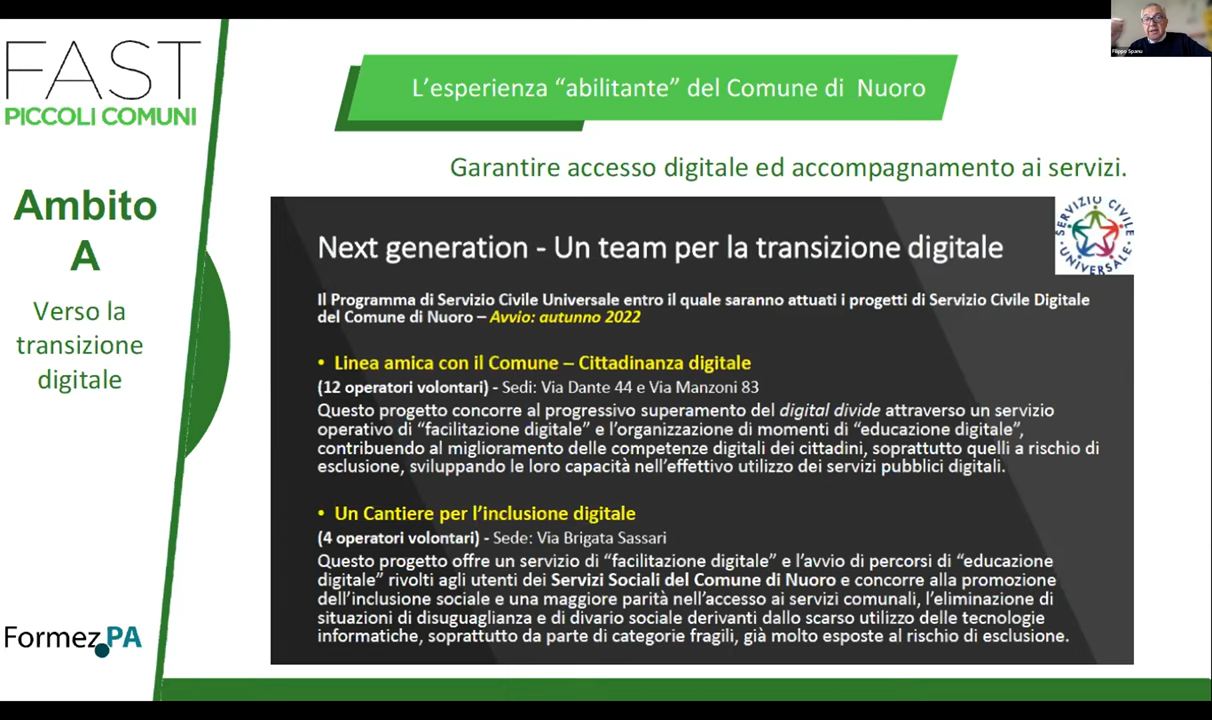 FAST
PICCOLI COMUNI
Ambito
A
Verso la
transizione
digitale
Formez PA
L’esperienza “abilitante” del Comune di Nuoro
Filippo Spanu
Garantire accesso digitale ed accompagnamento ai servizi.
SERVIZIO CIVILE
UNIVERSALE
Next generation - Un team per la transizione digitale
Il Programma di Servizio Civile Universale entro il quale saranno attuati i progetti di Servizio Civile Digitale
del Comune di Nuoro – Avvio: autunno 2022
• Linea amica con il Comune – Cittadinanza digitale
(12 operatori volontari) - Sedi: Via Dante 44 e Via Manzoni 83
Questo progetto concorre al progressivo superamento del digital divide attraverso un servizio
operativo di “facilitazione digitale” e l’organizzazione di momenti di “educazione digitale”,
contribuendo al miglioramento delle competenze digitali dei cittadini, soprattutto quelli a rischio di
esclusione, sviluppando le loro capacità nell’effettivo utilizzo dei servizi pubblici digitali.
• Un Cantiere per l’inclusione digitale
(4 operatori volontari) - Sede: Via Brigata Sassari
Questo progetto offre un servizio di “facilitazione digitale” e l’avvio di percorsi di “educazione
digitale” rivolti agli utenti dei Servizi Sociali del Comune di Nuoro e concorre alla promozione
dell’inclusione sociale e una maggiore parità nell’accesso ai servizi comunali, l’eliminazione di
situazioni di disuguaglianza e di divario sociale derivanti dallo scarso utilizzo delle tecnologie
informatiche, soprattutto da parte di categorie fragili, già molto esposte al rischio di esclusione.